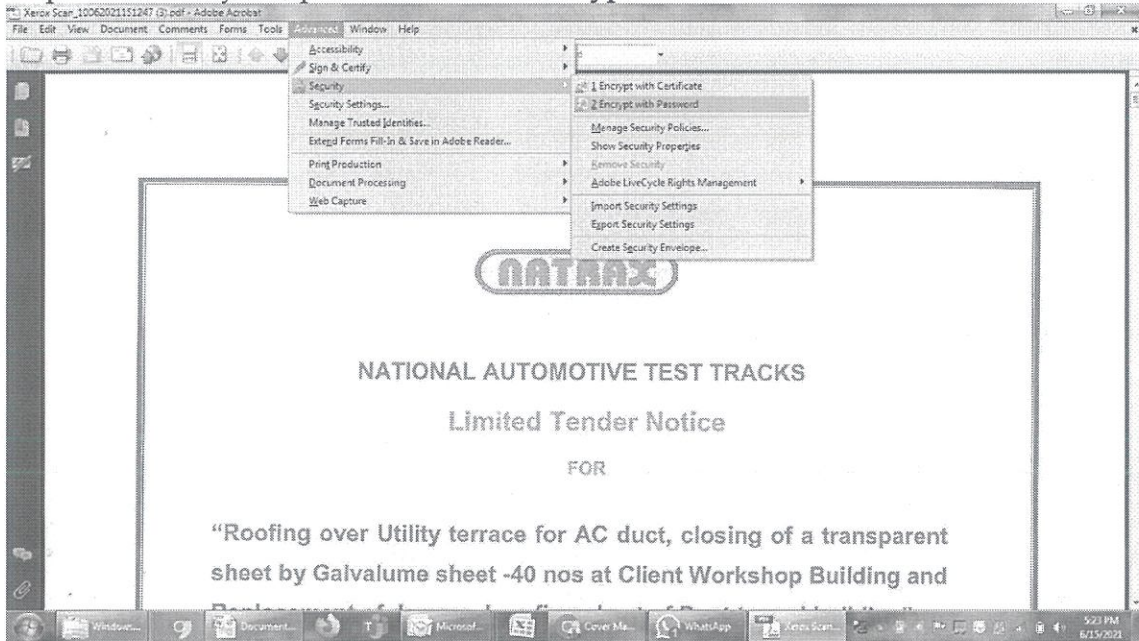 Xerox Scan_10062021151247 (3).pdf - Adobe Acrobat
File Edit View Document Comments Forms Tools Advanced Window Help
Accessibility
Sign & Certify
Security
Security Settings...
Manage Trusted Identities...
Extend Forms Fill-In & Save in Adobe Reader...
Print Production
Document Processing
Web Capture
1 Encrypt with Certificate
2 Encrypt with Password
Manage Security Policies...
Show Security Properties
Remove Security
Adobe LiveCycle Rights Management
Import Security Settings
Export Security Settings
Create Security Envelope...
NATRAX
NATIONAL AUTOMOTIVE TEST TRACKS
Limited Tender Notice
FOR
“Roofing over Utility terrace for AC duct, closing of a transparent
sheet by Galvalume sheet -40 nos at Client Workshop Building and
Windows... Document... Microsof... Cover Ma... WhatsApp Xerox Scan...
5:23 PM
6/15/2021